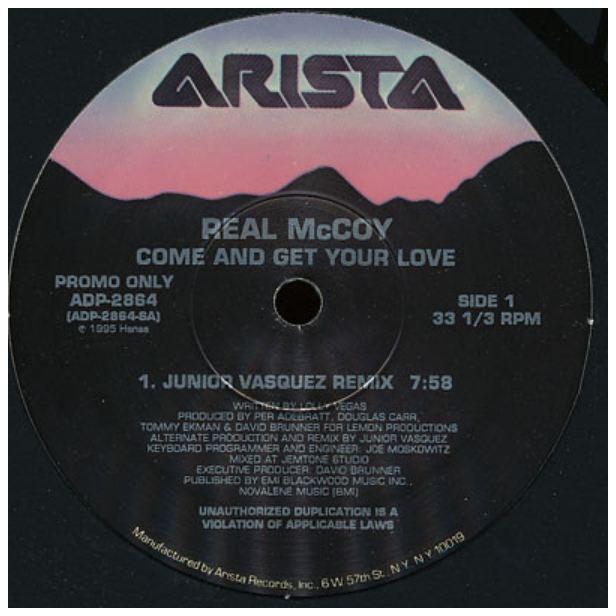 ARISTA
REAL McCOY
COME AND GET YOUR LOVE
PROMO ONLY
ADP-2864
(ADP-2864-SA)
℗ 1995 Hansa
SIDE 1
33 1/3 RPM
1. JUNIOR VASQUEZ REMIX 7:58
WRITTEN BY LOLLY VEGAS
PRODUCED BY PER ADEBRATT, DOUGLAS CARR,
TOMMY EKMAN & DAVID BRUNNER FOR LEMON PRODUCTIONS
ALTERNATE PRODUCTION AND REMIX BY JUNIOR VASQUEZ
KEYBOARD PROGRAMMER AND ENGINEER: JOE MOSKOWITZ
MIXED AT JEMTONE STUDIO
EXECUTIVE PRODUCER: DAVID BRUNNER
PUBLISHED BY EMI BLACKWOOD MUSIC INC.,
NOVALENE MUSIC (BMI)
UNAUTHORIZED DUPLICATION IS A
VIOLATION OF APPLICABLE LAWS
Manufactured by Arista Records, Inc., 6 W 57th St., N.Y. N.Y 10019